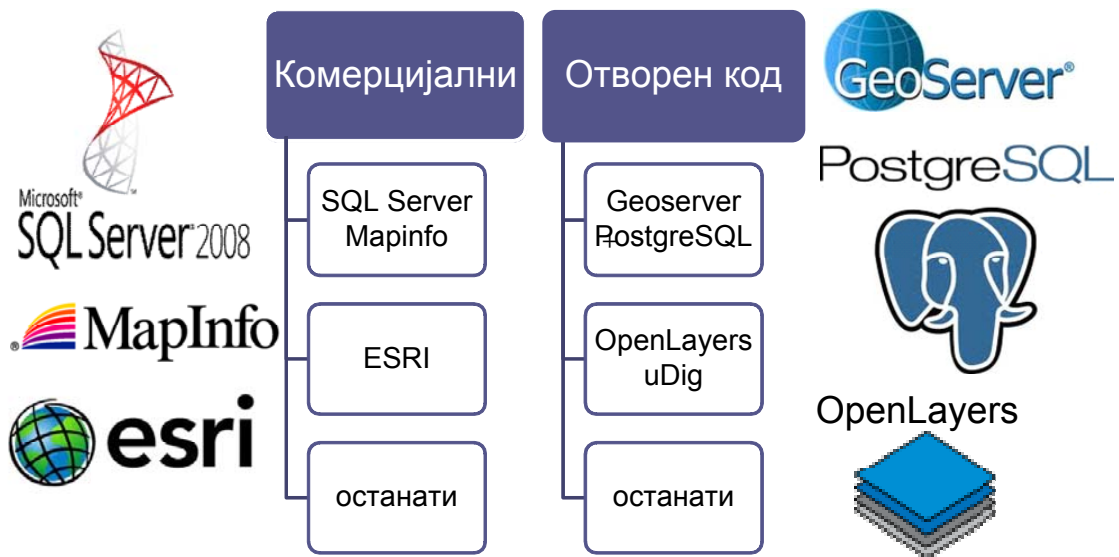 Microsoft®
SQL Server® 2008
® MapInfo
esri
Комерцијални
SQL Server
Mapinfo
ESRI
останати
Отворен код
Geoserver
+PostgreSQL
OpenLayers
uDig
останати
GeoServer®
PostgreSQL
OpenLayers